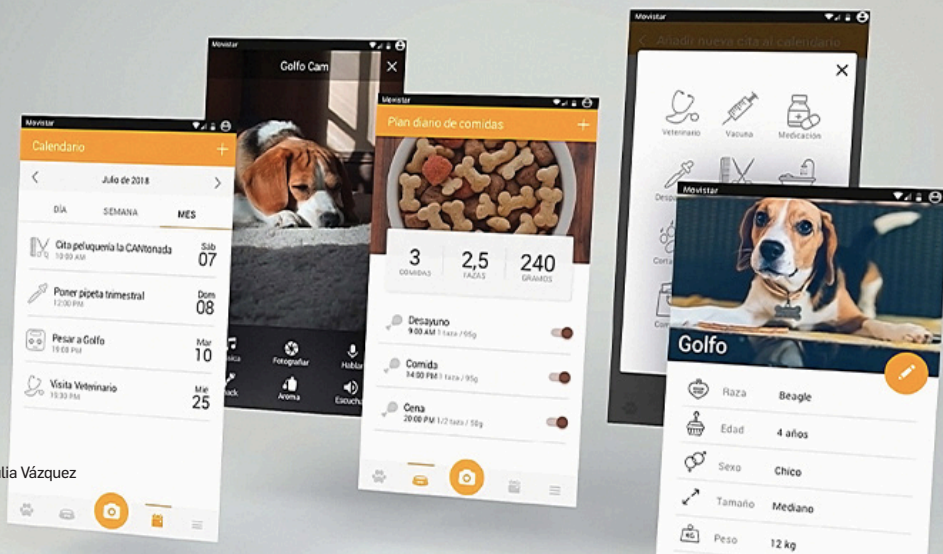 Movistar
Calendario +
Julio de 2018
DÍA SEMANA MES
Cita peluquería la CANtonada
10:00 AM
Sáb
07
Poner pipeta trimestral
12:00 PM
Dom
08
Pesar a Golfo
Mar
10
Visita Veterinario
19:30 PM
Mie
25
lia Vázquez
Movistar
Golfo Cam
Fotografiar
Aroma
Movistar
Plan diario de comidas +
3
COMIDAS
2,5
TAZAS
240
GRAMOS
Desayuno
9:00 AM 1 taza / 95g
Comida
14:00 PM 1 taza / 95g
Cena
20:00 PM 1/2 taza / 50g
Movistar
Añadir nueva cita al calendario
Veterinario
Vacuna
Medicación
Movistar
Golfo
Raza Beagle
Edad 4 años
Sexo Chico
Tamaño Mediano
Peso 12 kg